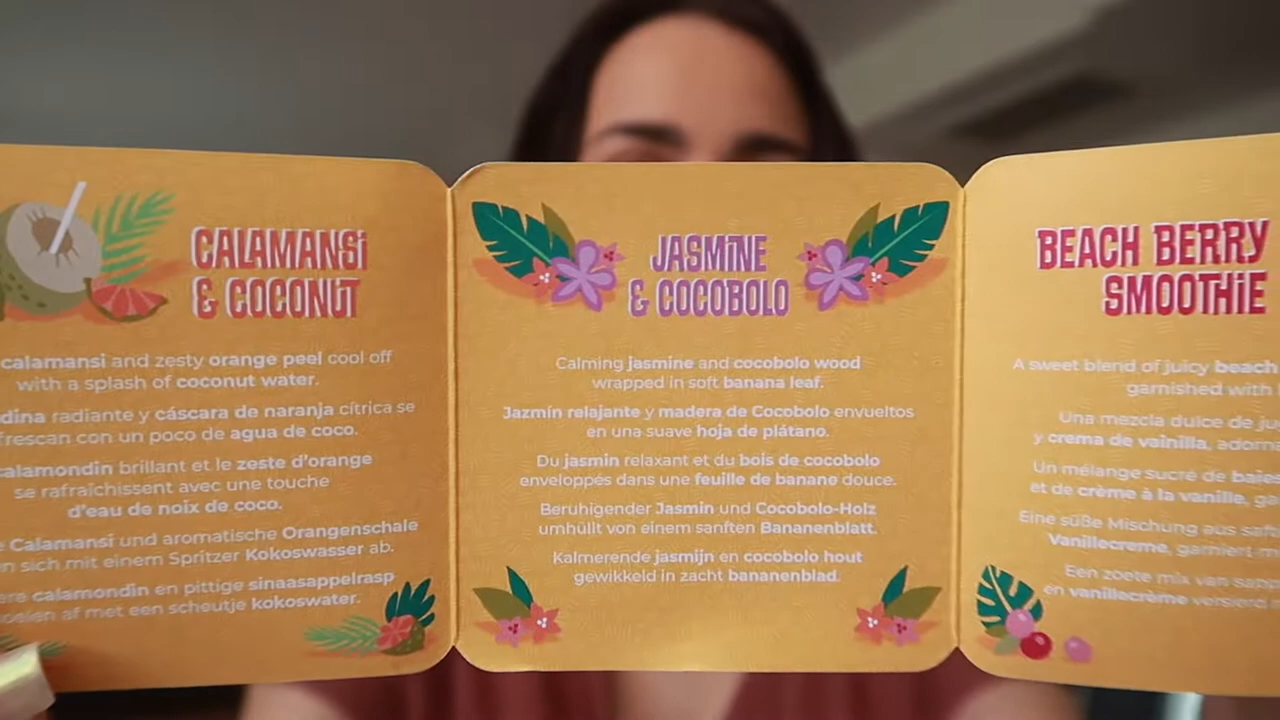 CALAMANSI
& COCONUT
calamansi and zesty orange peel cool off
with a splash of coconut water.
radiante y cáscara de naranja cítrica se
frescan con un poco de agua de coco.
calamondin brillant et le zeste d'orange
se rafraîchissent avec une touche
d'eau de noix de coco.
Calamansi und aromatische Orangenschale
sich mit einem Spritzer Kokoswasser ab.
calamondin en pittige sinaasappelrasp
af met een scheutje kokoswater.
JASMINE
& COCOBOLO
Calming jasmine and cocobolo wood
wrapped in soft banana leaf.
Jazmín relajante y madera de Cocobolo envueltos
en una suave hoja de plátano.
Du jasmin relaxant et du bois de cocobolo
enveloppés dans une feuille de banane douce.
Beruhigender Jasmin und Cocobolo-Holz
umhüllt von einem sanften Bananenblatt.
Kalmerende jasmijn en cocobolo hout
gewikkeld in zacht bananenblad.
BEACH BERRY
SMOOTHIE
A sweet blend of juicy beach
garnished with
Una mezcla dulce de
y crema de vainilla,
Un mélange sucré de baies
et de crème à la vanille,
Eine süße Mischung aus
Vanillecreme, garniert
Een zoete mix van
en vanillecrème versierd